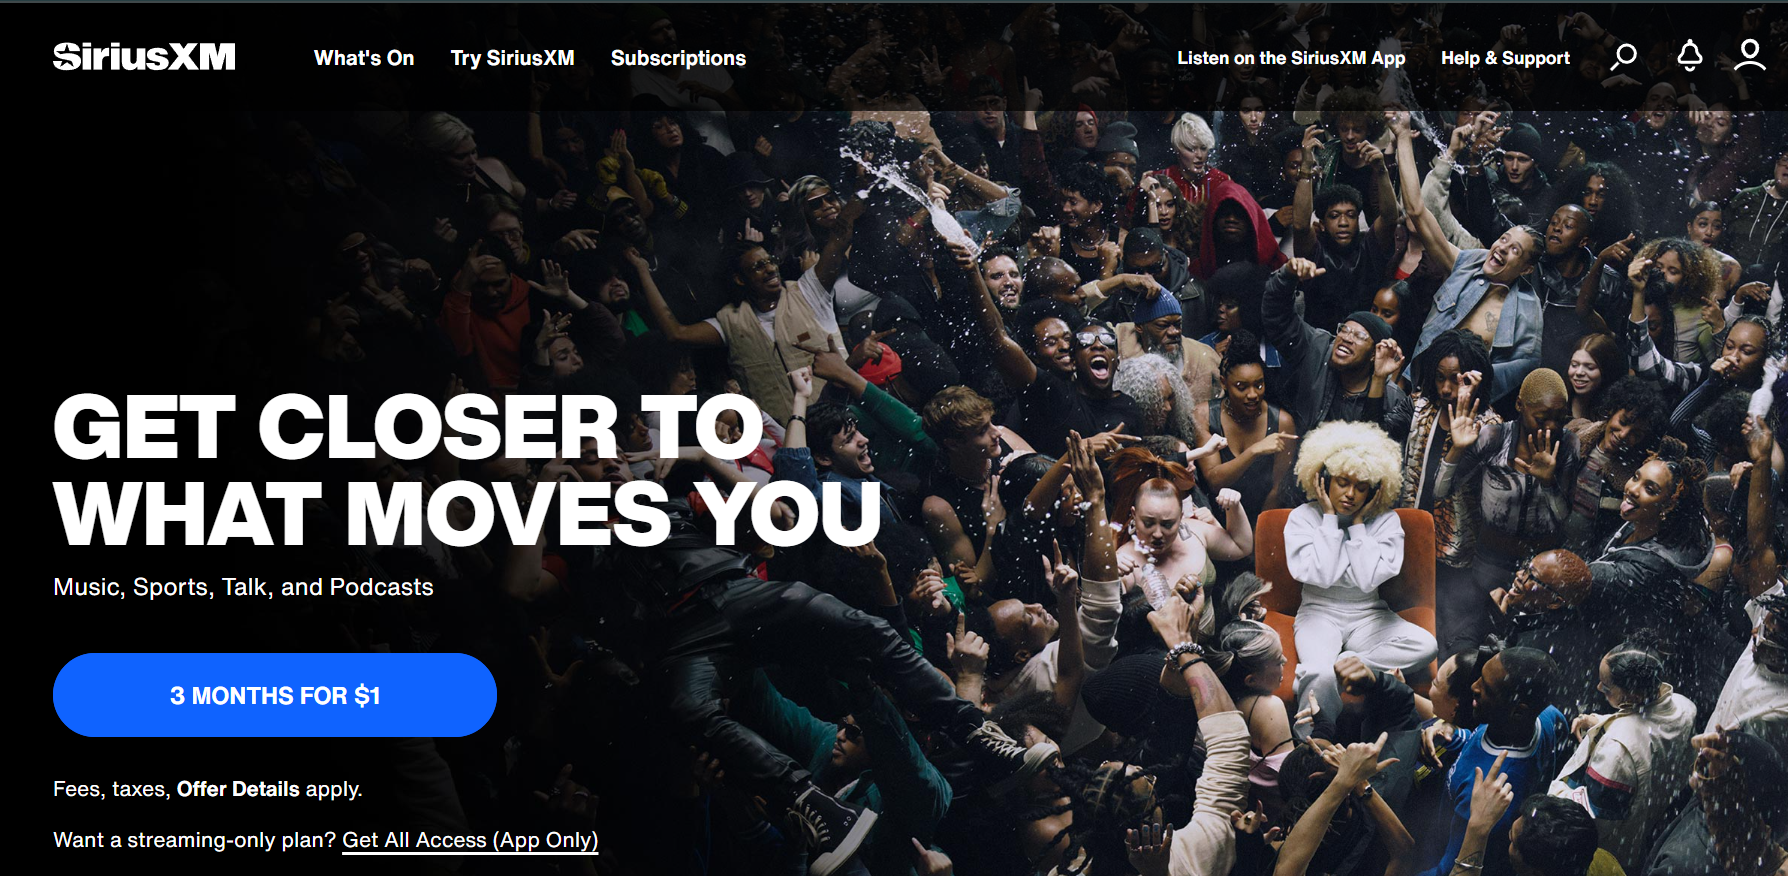 SiriusXM
What's On
Try SiriusXM
Subscriptions
Listen on the SiriusXM App
Help & Support
GET CLOSER TO
WHAT MOVES YOU
Music, Sports, Talk, and Podcasts
3 MONTHS FOR $1
Fees, taxes, Offer Details apply.
Want a streaming-only plan? Get All Access (App Only)